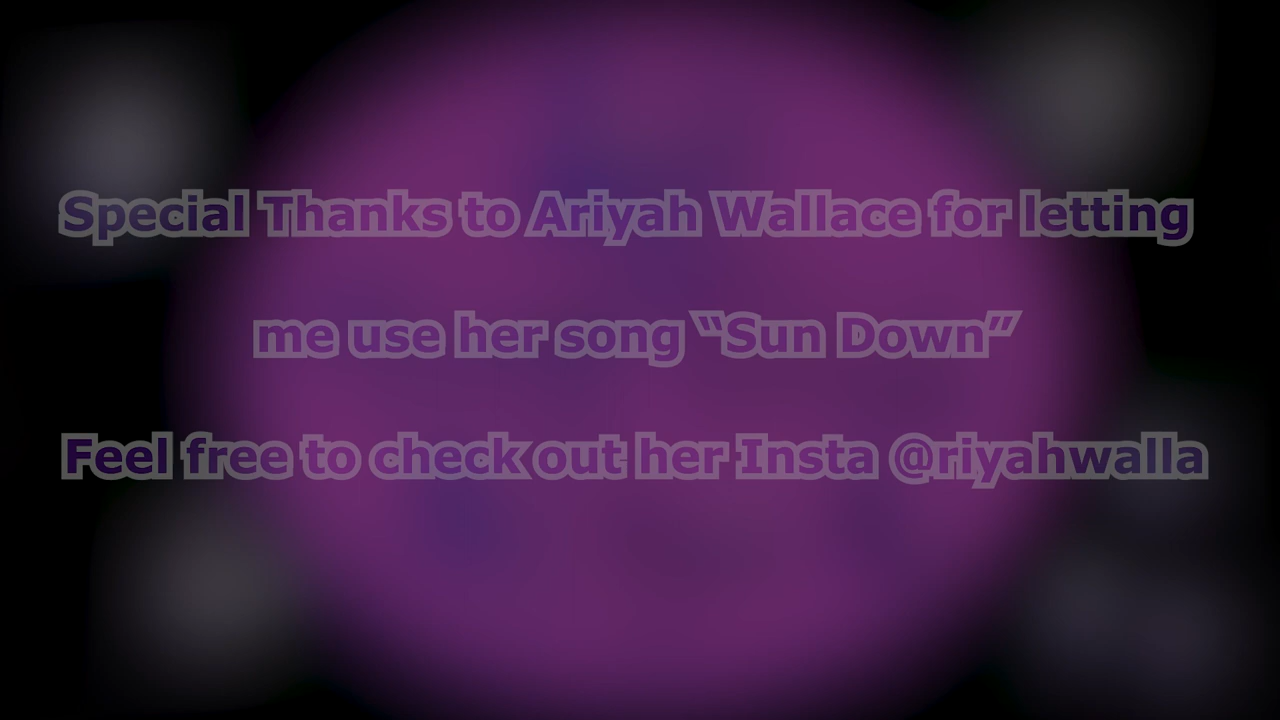 Special Thanks to Ariyah Wallace for letting
me use her song “Sun Down”
Feel free to check out her Insta @riyahwalla